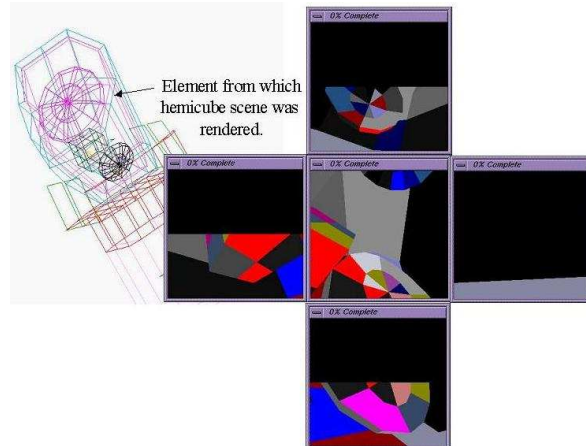 0% Complete
Element from which
hemicube scene was
rendered.
0% Complete
0% Complete
0% Complete
0% Complete